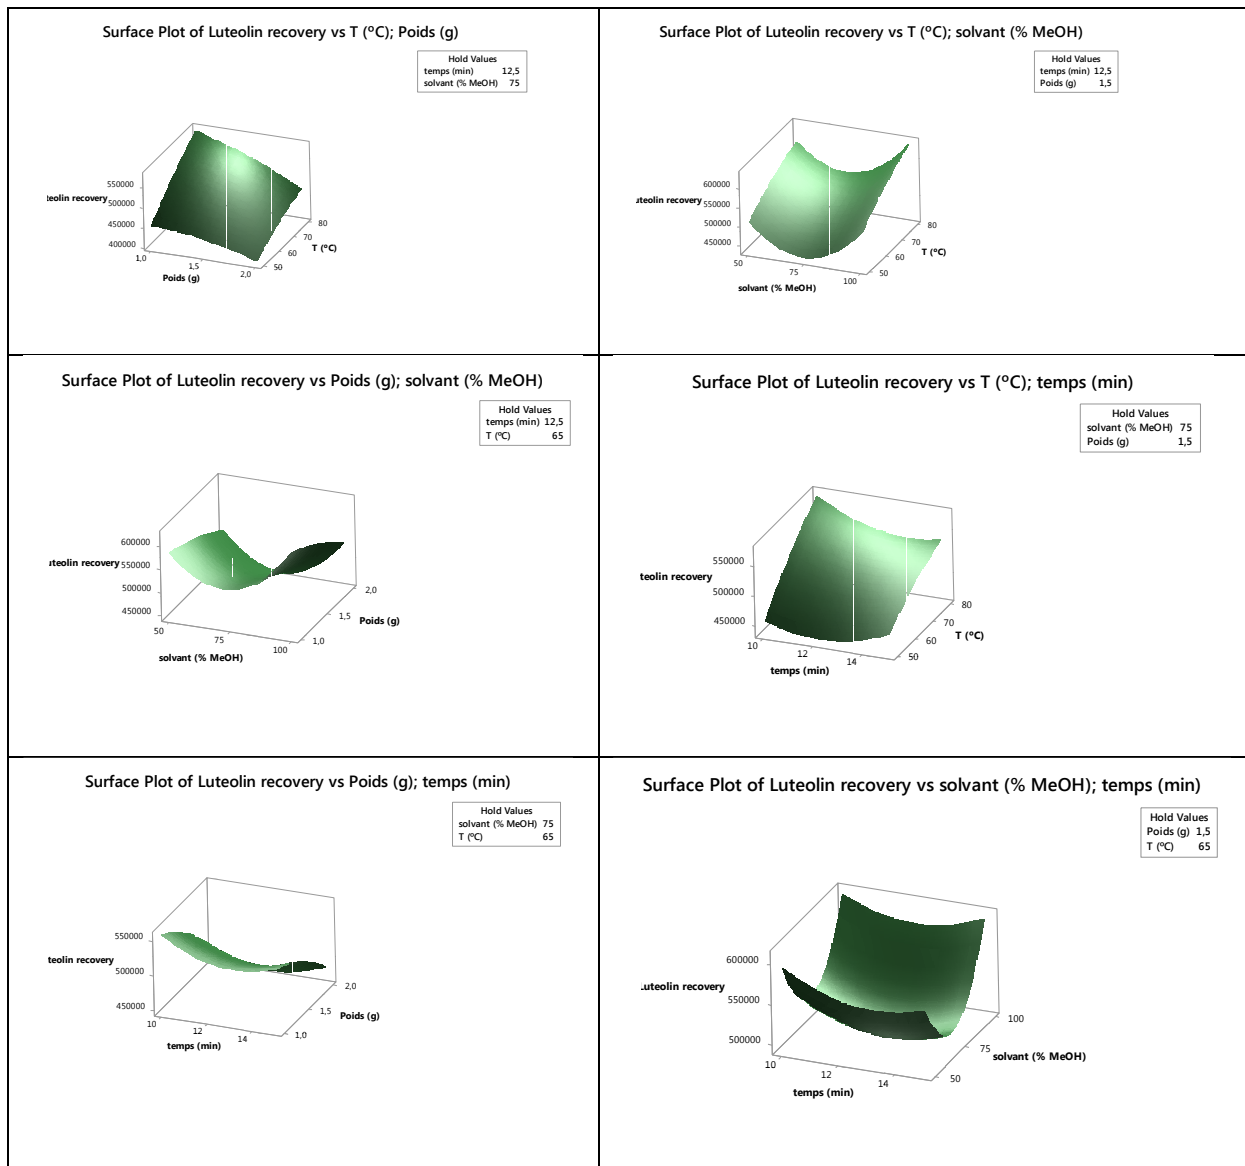 Surface Plot of Luteolin recovery vs T (ºC); Poids (g)
Hold Values
temps (min) 12,5
solvant (% MeOH) 75
550000
500000
450000
400000
teolin recovery
1,0
1,5
2,0
Poids (g)
50
60
70
80
T (ºC)
Surface Plot of Luteolin recovery vs T (ºC); solvant (% MeOH)
Hold Values
temps (min) 12,5
Poids (g) 1,5
600000
550000
500000
450000
uteolin recovery
50
75
100
solvant (% MeOH)
50
60
70
80
T (ºC)
Surface Plot of Luteolin recovery vs Poids (g); solvant (% MeOH)
Hold Values
temps (min) 12,5
T (ºC) 65
600000
550000
500000
450000
uteolin recovery
50
75
100
solvant (% MeOH)
1,0
1,5
2,0
Poids (g)
Surface Plot of Luteolin recovery vs T (ºC); temps (min)
Hold Values
solvant (% MeOH) 75
Poids (g) 1,5
550000
500000
450000
teolin recovery
10
12
14
temps (min)
50
60
70
80
T (ºC)
Surface Plot of Luteolin recovery vs Poids (g); temps (min)
Hold Values
solvant (% MeOH) 75
T (ºC) 65
550000
500000
450000
teolin recovery
10
12
14
temps (min)
1,0
1,5
2,0
Poids (g)
Surface Plot of Luteolin recovery vs solvant (% MeOH); temps (min)
Hold Values
Poids (g) 1,5
T (ºC) 65
600000
550000
500000
Luteolin recovery
10
12
14
temps (min)
50
75
100
solvant (% MeOH)